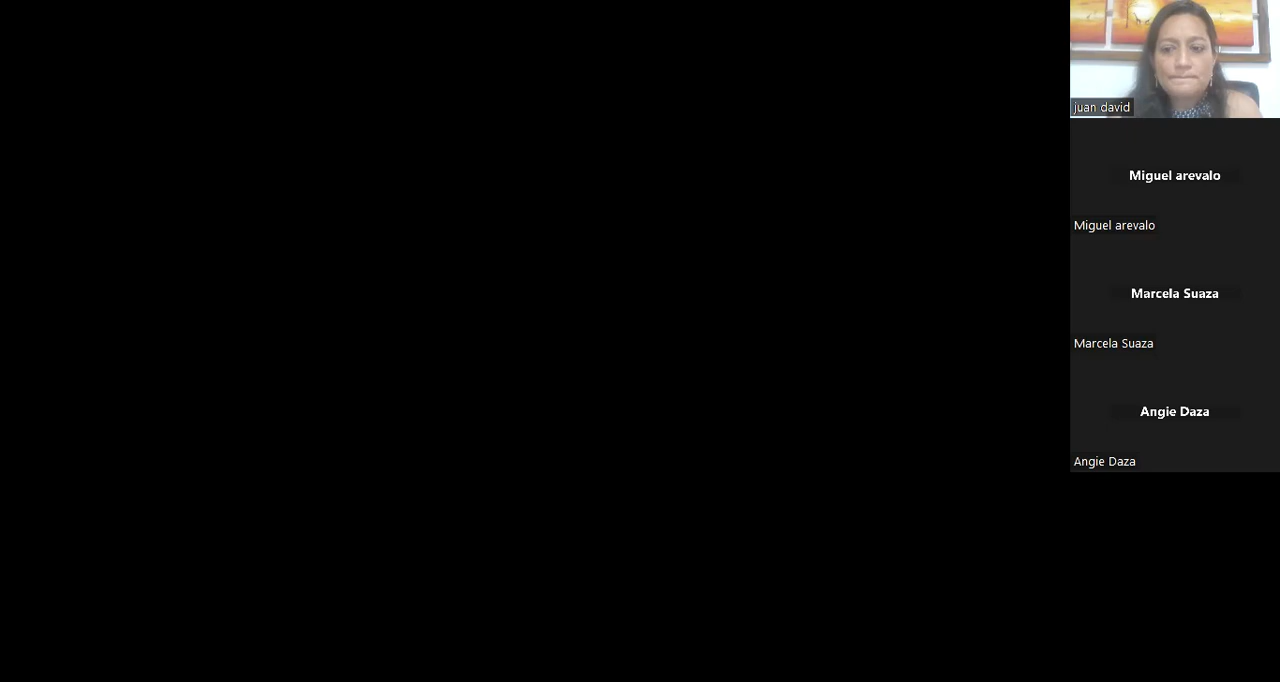 juan david
Miguel arevalo
Miguel arevalo
Marcela Suaza
Marcela Suaza
Angie Daza
Angie Daza